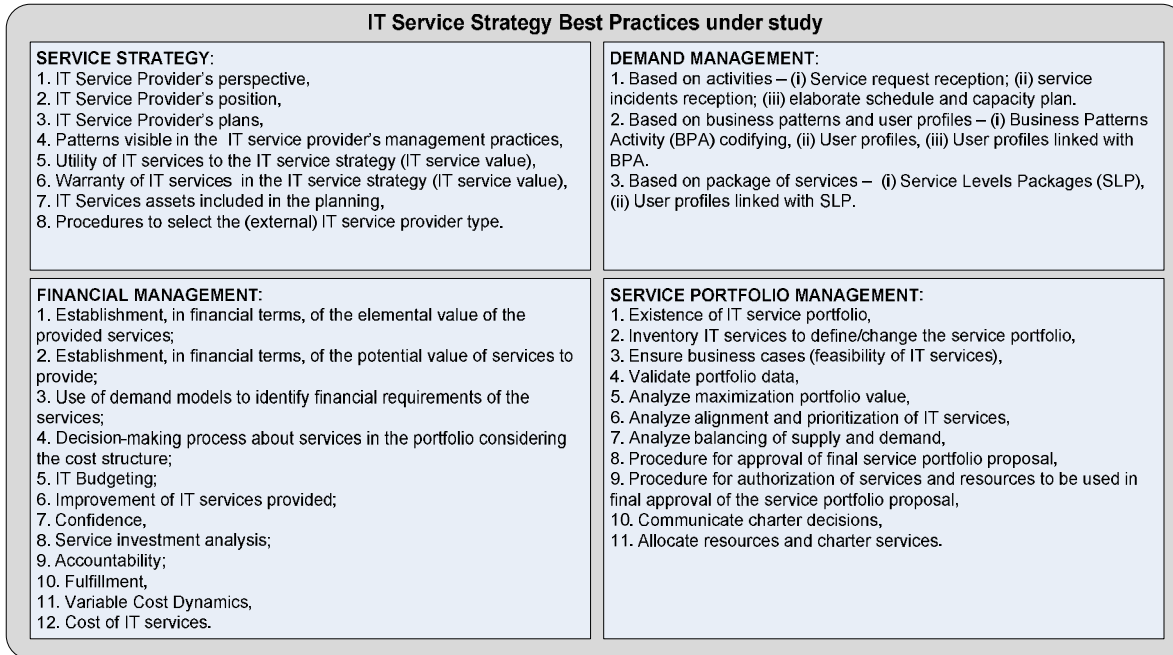 IT Service Strategy Best Practices under study
SERVICE STRATEGY:
1. IT Service Provider's perspective,
2. IT Service Provider's position,
3. IT Service Provider's plans,
4. Patterns visible in the IT service provider's management practices,
5. Utility of IT services to the IT service strategy (IT service value),
6. Warranty of IT services in the IT service strategy (IT service value),
7. IT Services assets included in the planning,
8. Procedures to select the (external) IT service provider type.
DEMAND MANAGEMENT:
1. Based on activities – (i) Service request reception; (ii) service
incidents reception; (iii) elaborate schedule and capacity plan.
2. Based on business patterns and user profiles – (i) Business Patterns
Activity (BPA) codifying, (ii) User profiles, (iii) User profiles linked with
BPA.
3. Based on package of services – (i) Service Levels Packages (SLP),
(ii) User profiles linked with SLP.
FINANCIAL MANAGEMENT:
1. Establishment, in financial terms, of the elemental value of the
provided services;
2. Establishment, in financial terms, of the potential value of services to
provide;
3. Use of demand models to identify financial requirements of the
services;
4. Decision-making process about services in the portfolio considering
the cost structure;
5. IT Budgeting;
6. Improvement of IT services provided;
7. Confidence,
8. Service investment analysis;
9. Accountability;
10. Fulfillment,
11. Variable Cost Dynamics,
12. Cost of IT services.
SERVICE PORTFOLIO MANAGEMENT:
1. Existence of IT service portfolio,
2. Inventory IT services to define/change the service portfolio,
3. Ensure business cases (feasibility of IT services),
4. Validate portfolio data,
5. Analyze maximization portfolio value,
6. Analyze alignment and prioritization of IT services,
7. Analyze balancing of supply and demand,
8. Procedure for approval of final service portfolio proposal,
9. Procedure for authorization of services and resources to be used in
final approval of the service portfolio proposal,
10. Communicate charter decisions,
11. Allocate resources and charter services.